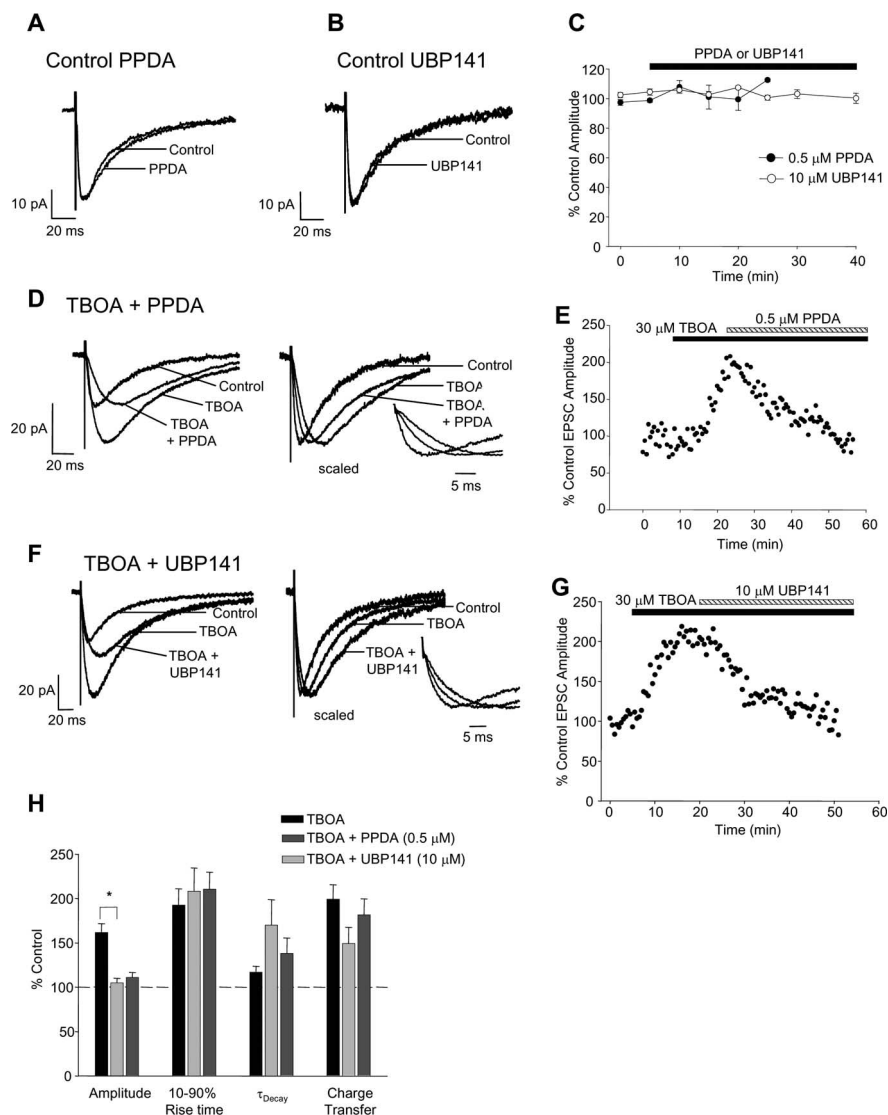 A
Control PPDA
Control
PPDA
10 pA
20 ms
B
Control UBP141
Control
UBP141
10 pA
20 ms
C
PPDA or UBP141
120
100
80
60
40
20
0
% Control Amplitude
0.5 μM PPDA
10 μM UBP141
0 10 20 30 40
Time (min)
D
TBOA + PPDA
Control
TBOA
TBOA
+ PPDA
20 pA
20 ms
Control
TBOA
TBOA
+ PPDA
scaled
5 ms
E
0.5 μM PPDA
30 μM TBOA
250
200
150
100
50
0
% Control EPSC Amplitude
0 10 20 30 40 50 60
Time (min)
F
TBOA + UBP141
Control
TBOA
TBOA +
UBP141
20 pA
20 ms
Control
TBOA
TBOA +
UBP141
scaled
5 ms
G
10 μM UBP141
30 μM TBOA
250
200
150
100
50
0
% Control EPSC Amplitude
0 10 20 30 40 50 60
Time (min)
H
TBOA
TBOA + PPDA (0.5 μM)
TBOA + UBP141 (10 μM)
250
200
150
100
50
0
% Control
*
Amplitude
10-90%
Rise time
τDecay
Charge
Transfer